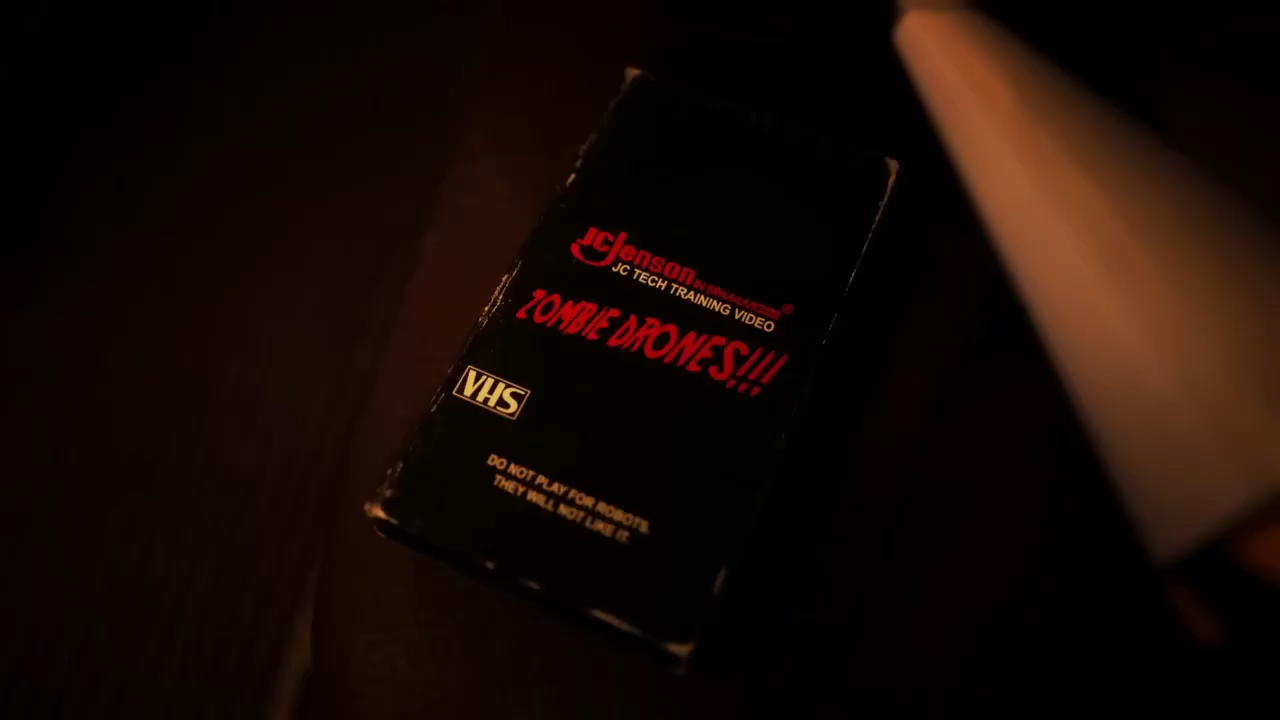 JCJenson
JC TECH TRAINING VIDEO
ZOMBIE DRONES!!!
VHS
DO NOT PLAY FOR ROBOTS.
THEY WILL NOT LIKE IT.